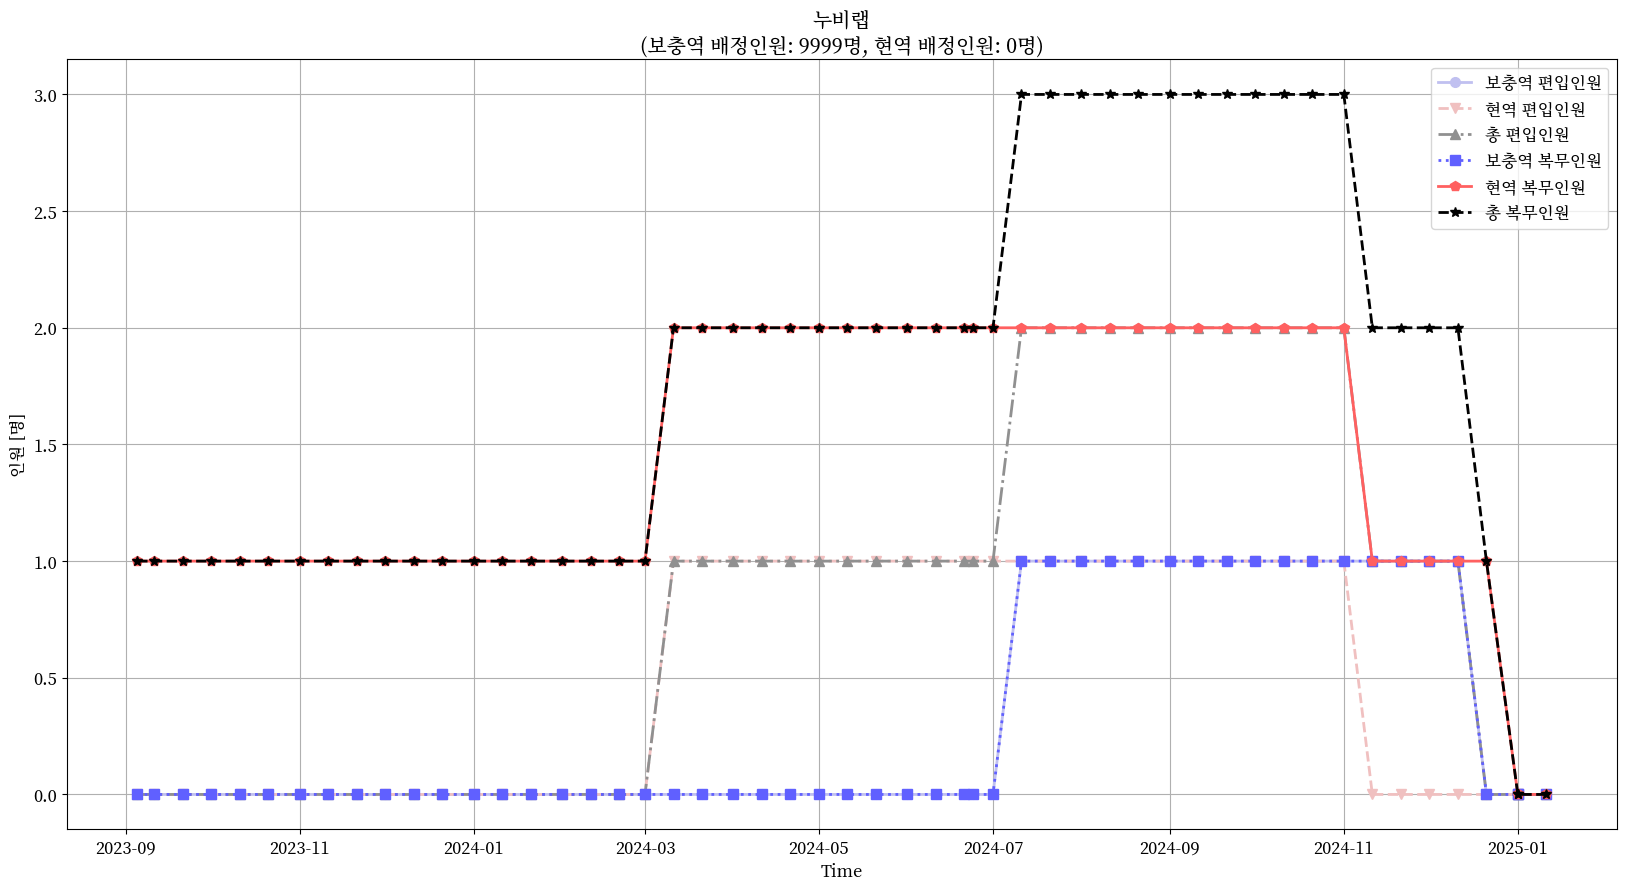 누비랩
(보충역 배정인원: 9999명, 현역 배정인원: 0명)
보충역 편입인원
현역 편입인원
총 편입인원
보충역 복무인원
현역 복무인원
총 복무인원
인원 [명]
3.0
2.5
2.0
1.5
1.0
0.5
0.0
2023-09 2023-11 2024-01 2024-03 2024-05 2024-07 2024-09 2024-11 2025-01
Time